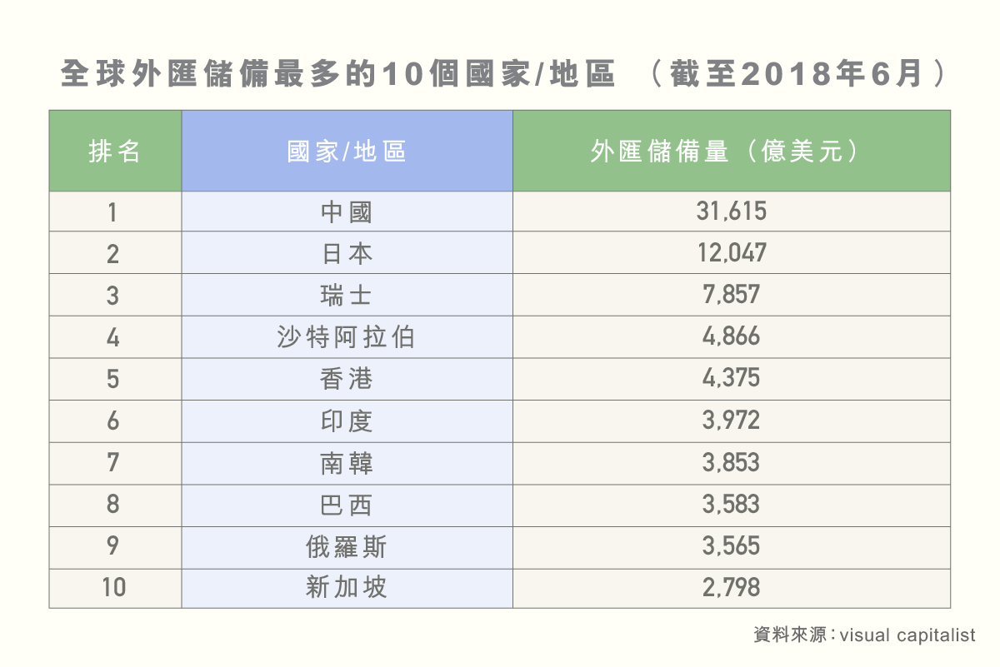 全球外匯儲備最多的10個國家/地區 （截至2018年6月）
排名 國家/地區 外匯儲備量（億美元）
1 中國 31,615
2 日本 12,047
3 瑞士 7,857
4 沙特阿拉伯 4,866
5 香港 4,375
6 印度 3,972
7 南韓 3,853
8 巴西 3,583
9 俄羅斯 3,565
10 新加坡 2,798
資料來源：visual capitalist